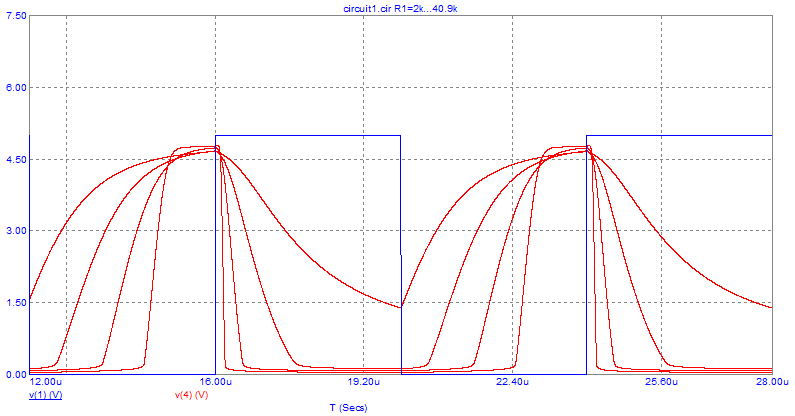 circuit1.cir R1=2k...40.9k
7.50
6.00
4.50
3.00
1.50
0.00
12.00u 16.00u 19.20u 22.40u 25.60u 28.00u
v(1) (V) v(4) (V)
T (Secs)